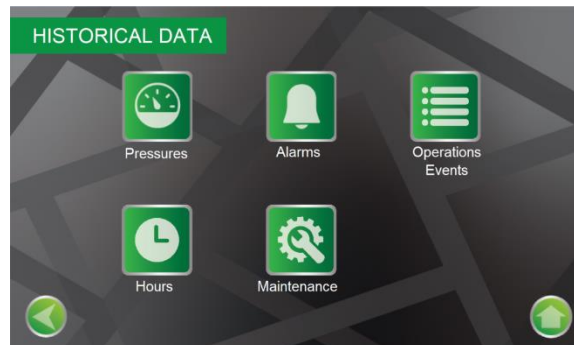 HISTORICAL DATA
Pressures
Alarms
Operations
Events
Hours
Maintenance